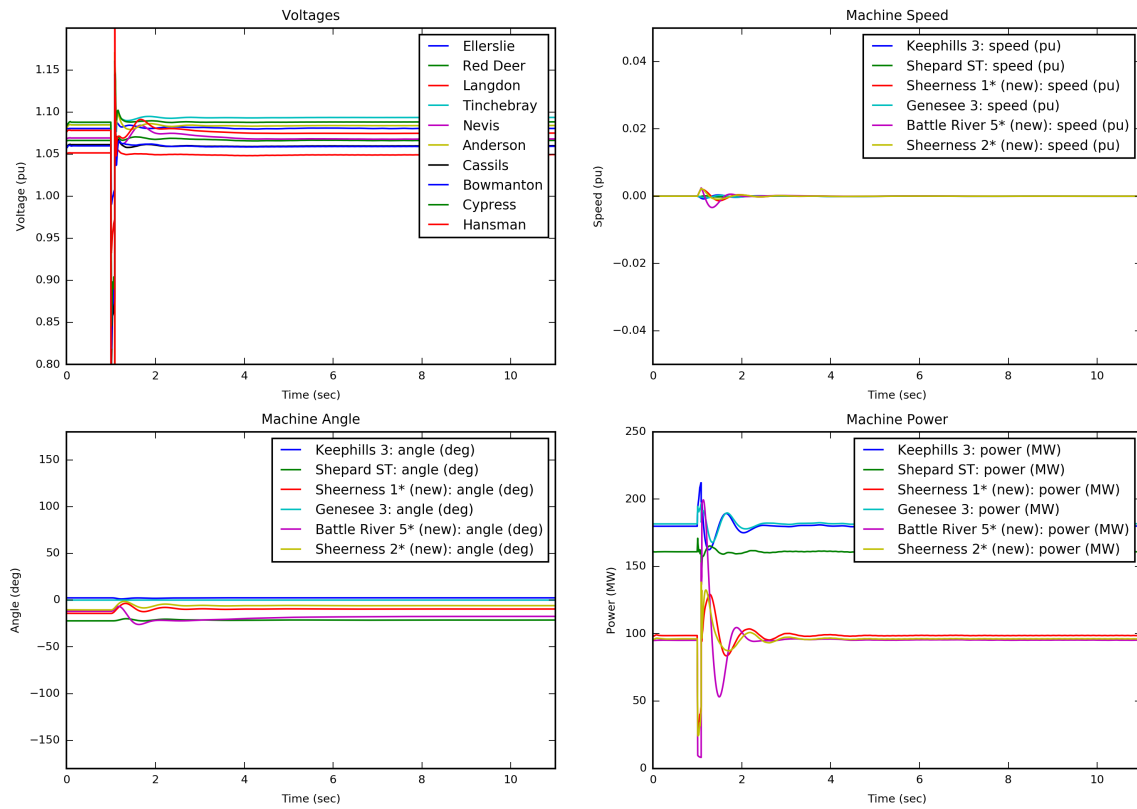 Voltages
1.15
1.10
1.05
1.00
0.95
0.90
0.85
0.80
Voltage (pu)
0
2
4
6
8
10
Time (sec)
Ellerslie
Red Deer
Langdon
Tinchebray
Nevis
Anderson
Cassils
Bowmanton
Cypress
Hansman
Machine Speed
0.04
0.02
0.00
−0.02
−0.04
Speed (pu)
0
2
4
6
8
10
Time (sec)
Keephills 3: speed (pu)
Shepard ST: speed (pu)
Sheerness 1* (new): speed (pu)
Genesee 3: speed (pu)
Battle River 5* (new): speed (pu)
Sheerness 2* (new): speed (pu)
Machine Angle
150
100
50
0
−50
−100
−150
Angle (deg)
0
2
4
6
8
10
Time (sec)
Keephills 3: angle (deg)
Shepard ST: angle (deg)
Sheerness 1* (new): angle (deg)
Genesee 3: angle (deg)
Battle River 5* (new): angle (deg)
Sheerness 2* (new): angle (deg)
Machine Power
250
200
150
100
50
0
Power (MW)
0
2
4
6
8
10
Time (sec)
Keephills 3: power (MW)
Shepard ST: power (MW)
Sheerness 1* (new): power (MW)
Genesee 3: power (MW)
Battle River 5* (new): power (MW)
Sheerness 2* (new): power (MW)